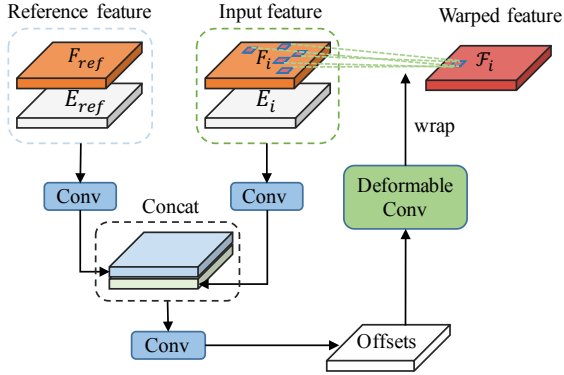 Reference feature
Input feature
Warped feature
F_ref
F_i
ℱ_i
E_ref
E_i
wrap
Conv
Conv
Deformable
Conv
Concat
Conv
Offsets